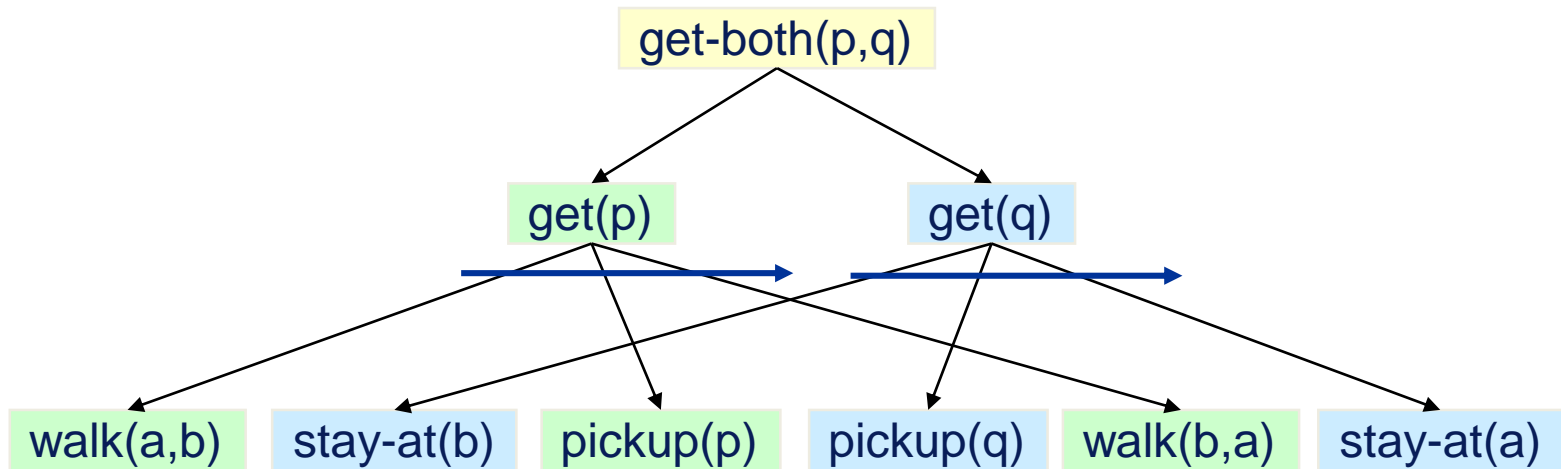 get-both(p,q)
get(p) get(q)
walk(a,b) stay-at(b) pickup(p) pickup(q) walk(b,a) stay-at(a)